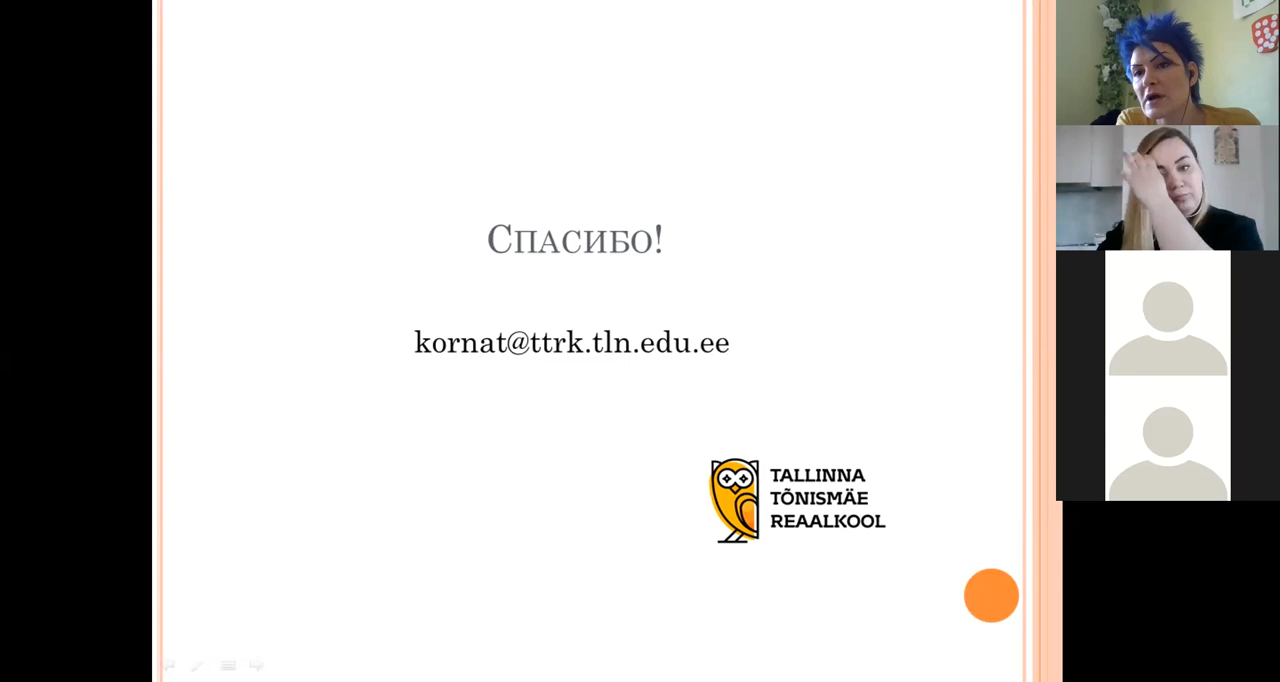 Спасибо!
kornat@ttrk.tln.edu.ee
TALLINNA
TÕNISMÄE
REAALKOOL